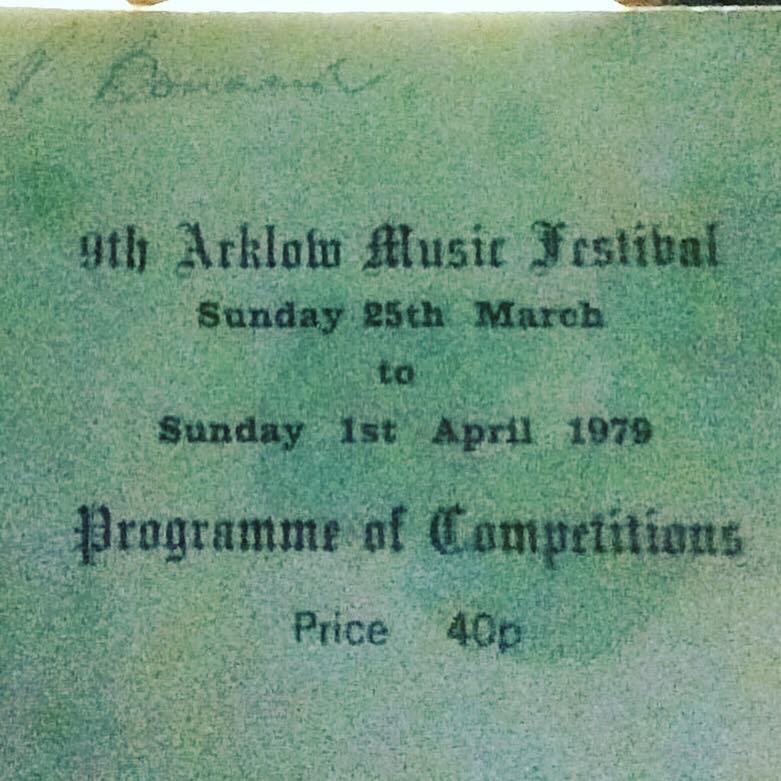 9th Arklow Music Festival
Sunday 25th March
to
Sunday 1st April 1979
Programme of Competitions
Price 40p